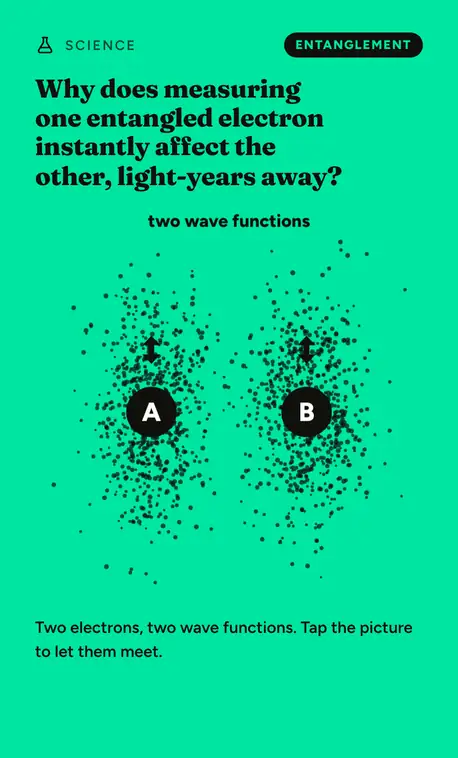 SCIENCE
ENTANGLEMENT
Why does measuring
one entangled electron
instantly affect the
other, light-years away?
two wave functions
A
B
Two electrons, two wave functions. Tap the picture
to let them meet.